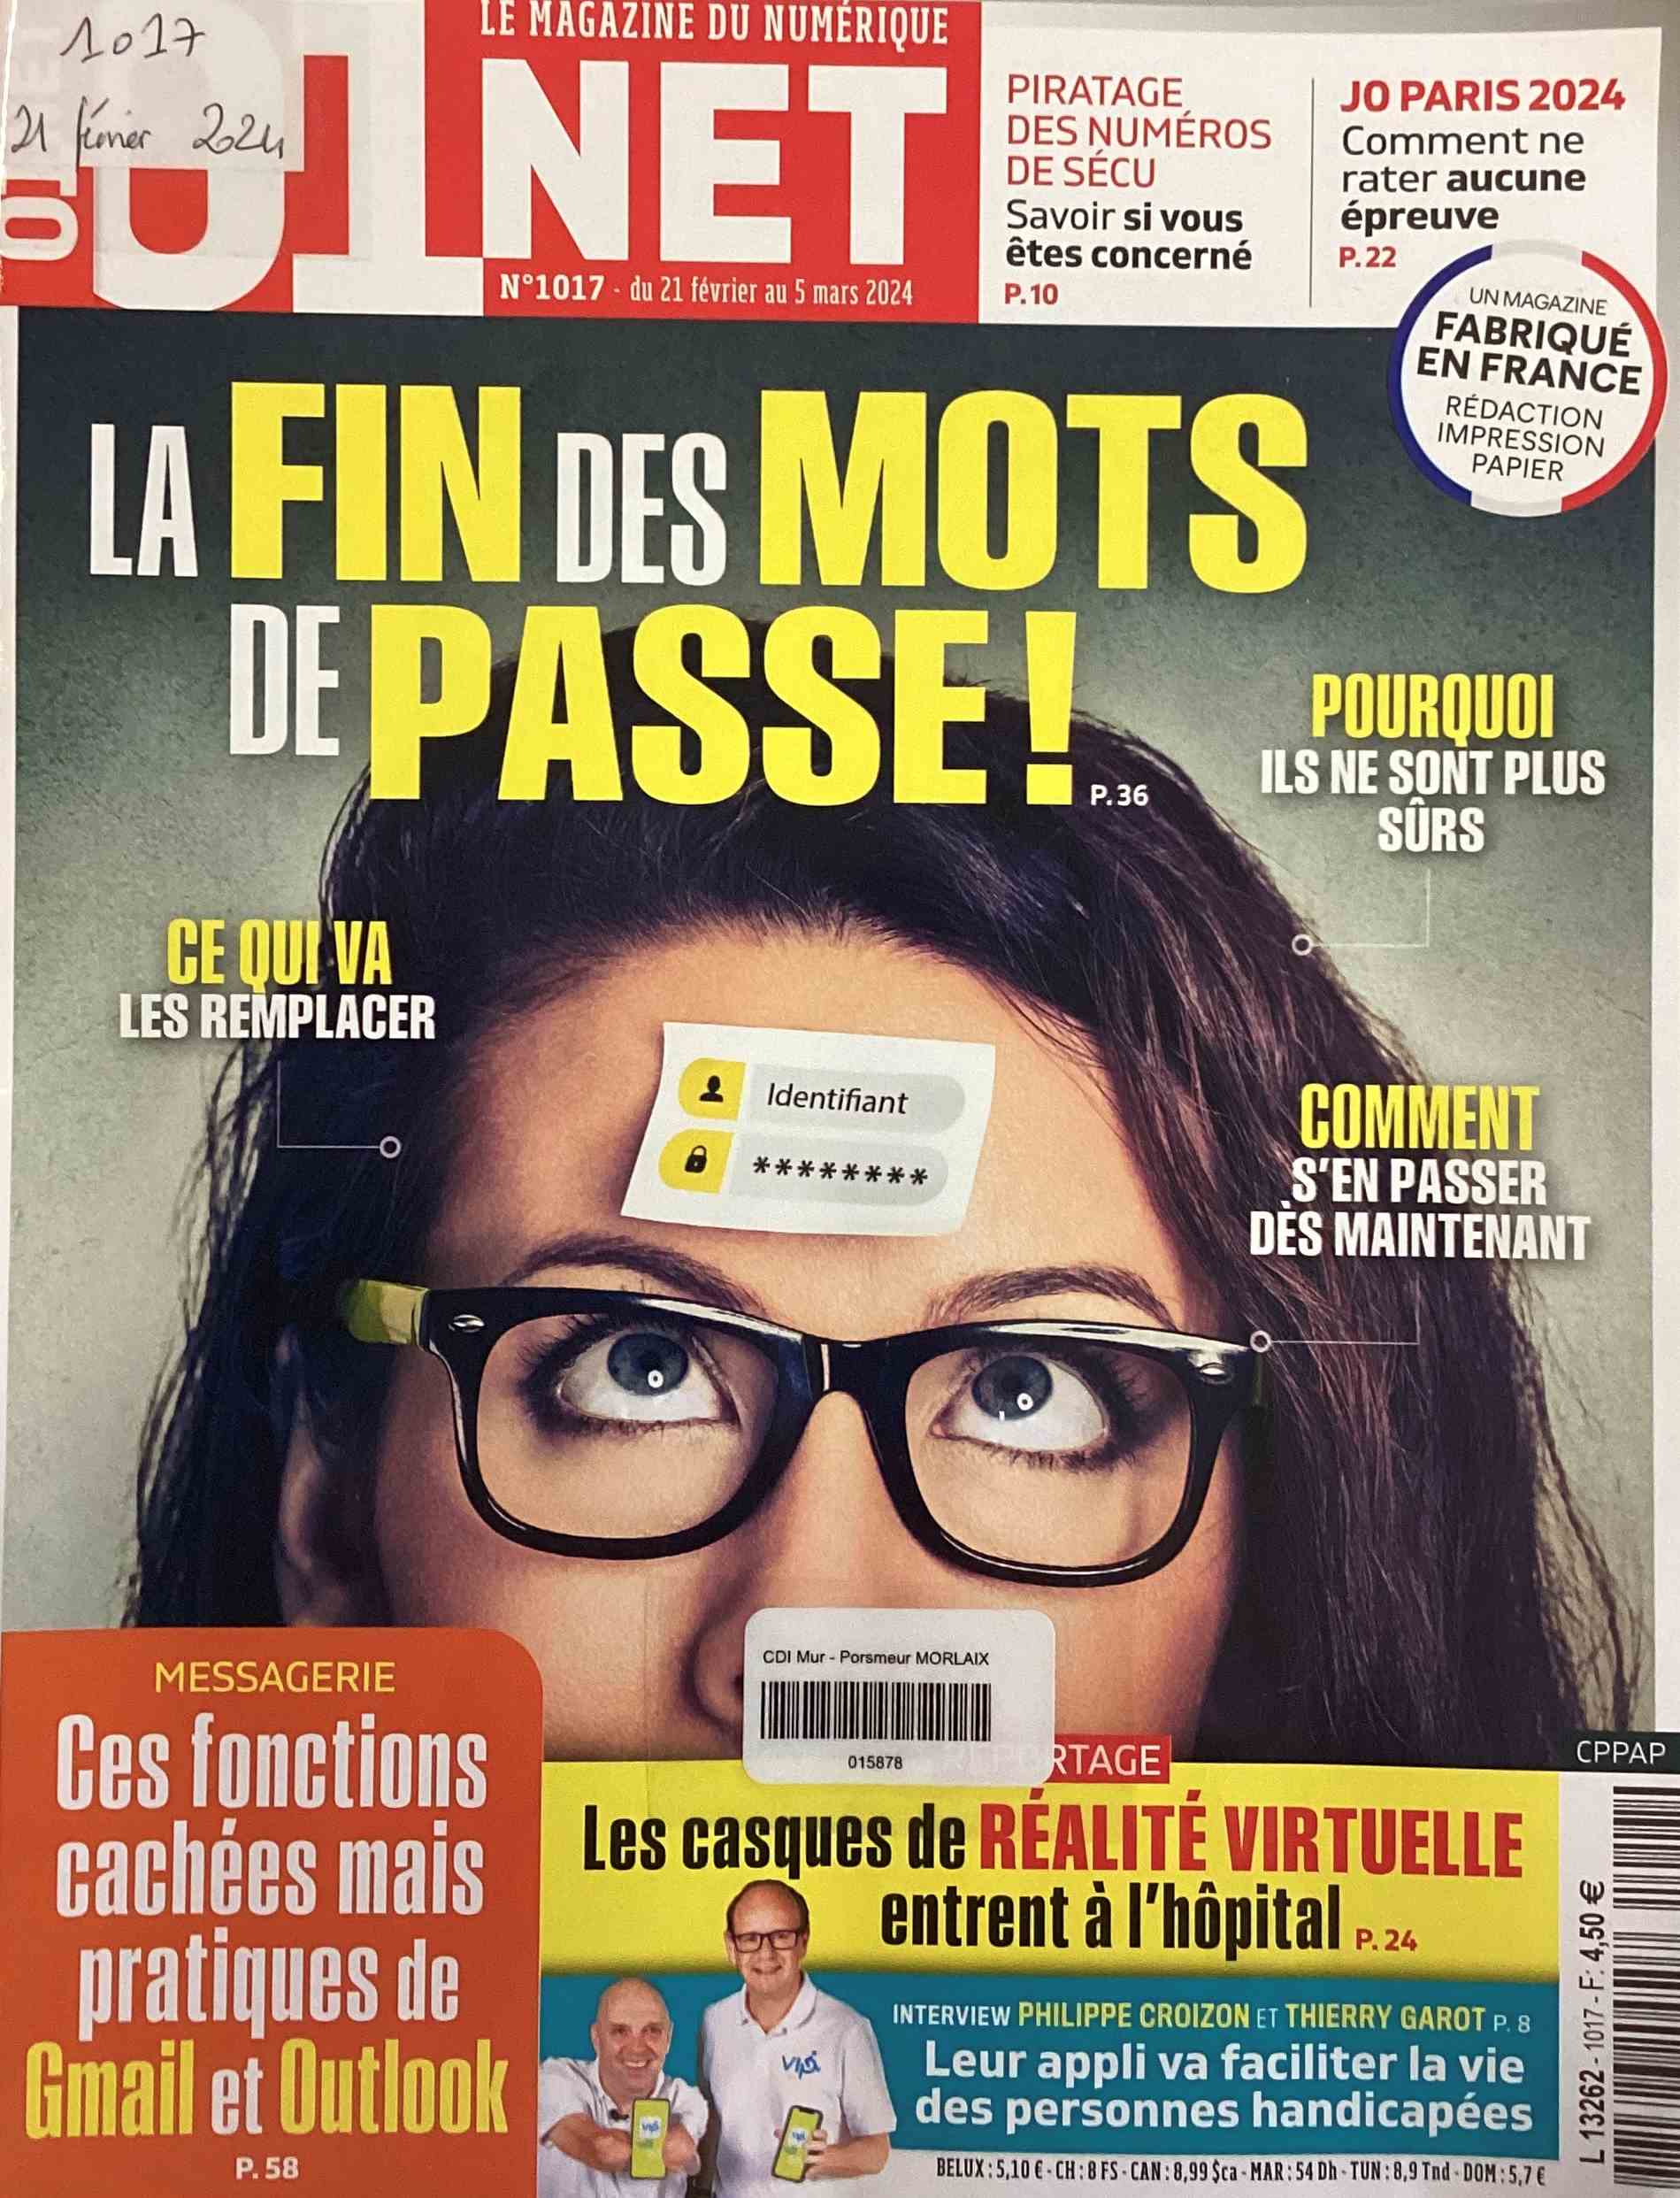 1017
21 février 2024
LE MAGAZINE DU NUMÉRIQUE
01NET
N°1017 - du 21 février au 5 mars 2024
PIRATAGE
DES NUMÉROS
DE SÉCU
Savoir si vous
êtes concerné
P.10
JO PARIS 2024
Comment ne
rater aucune
épreuve
P.22
UN MAGAZINE
FABRIQUÉ
EN FRANCE
RÉDACTION
IMPRESSION
PAPIER
LA FIN DES MOTS
DE PASSE !
P.36
POURQUOI
ILS NE SONT PLUS
SÛRS
CE QUI VA
LES REMPLACER
Identifiant
********
COMMENT
S'EN PASSER
DÈS MAINTENANT
CDI Mur - Porsmeur MORLAIX
015878
MESSAGERIE
Ces fonctions
cachées mais
pratiques de
Gmail et Outlook
P. 58
RTAGE
Les casques de RÉALITÉ VIRTUELLE
entrent à l'hôpital P. 24
INTERVIEW PHILIPPE CROIZON ET THIERRY GAROT P. 8
Leur appli va faciliter la vie
des personnes handicapées
BELUX : 5,10 € - CH : 8 FS - CAN : 8,99 $ca - MAR : 54 Dh - TUN : 8,9 Tnd - DOM : 5,7 €
CPPAP
L 13262 - 1017 - F: 4,50 €